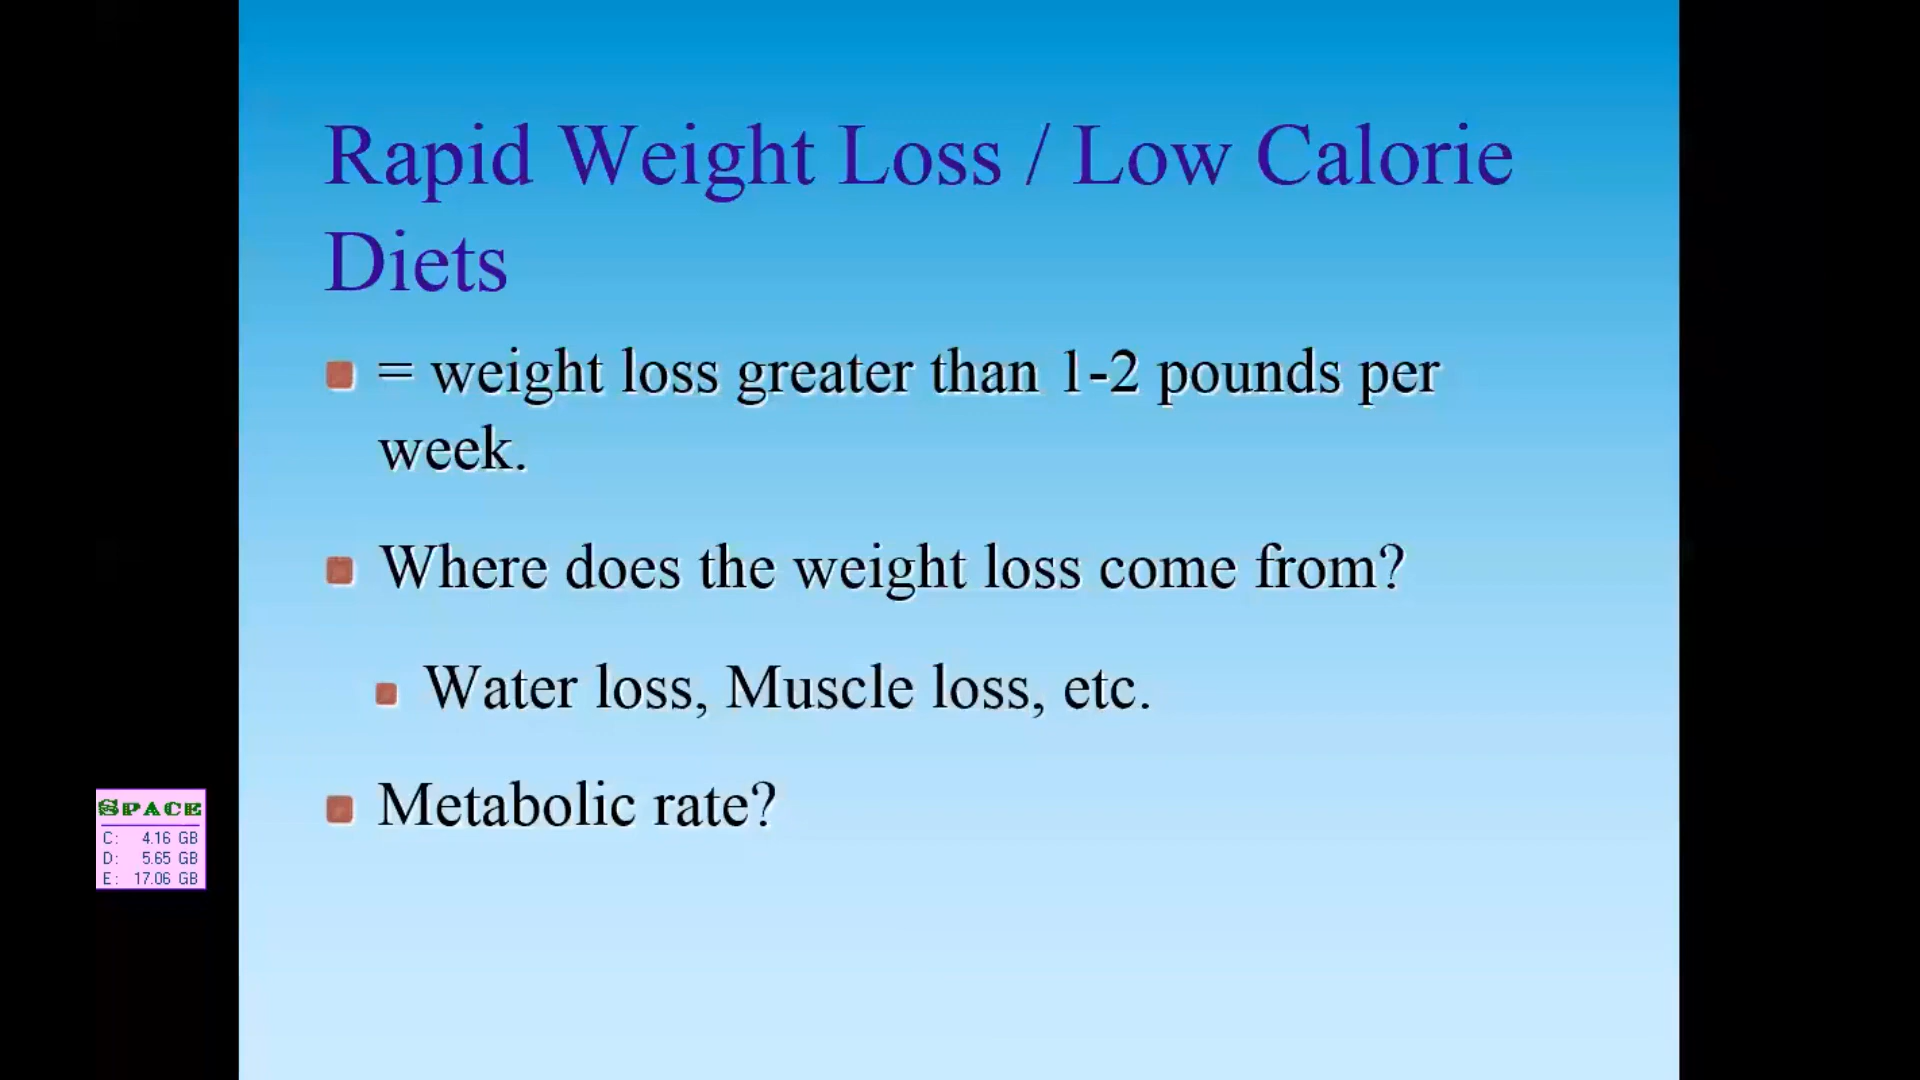 Rapid Weight Loss / Low Calorie
Diets
= weight loss greater than 1-2 pounds per
week.
Where does the weight loss come from?
Water loss, Muscle loss, etc.
Metabolic rate?
SPACE
C: 4.16 GB
D: 5.65 GB
E: 17.06 GB